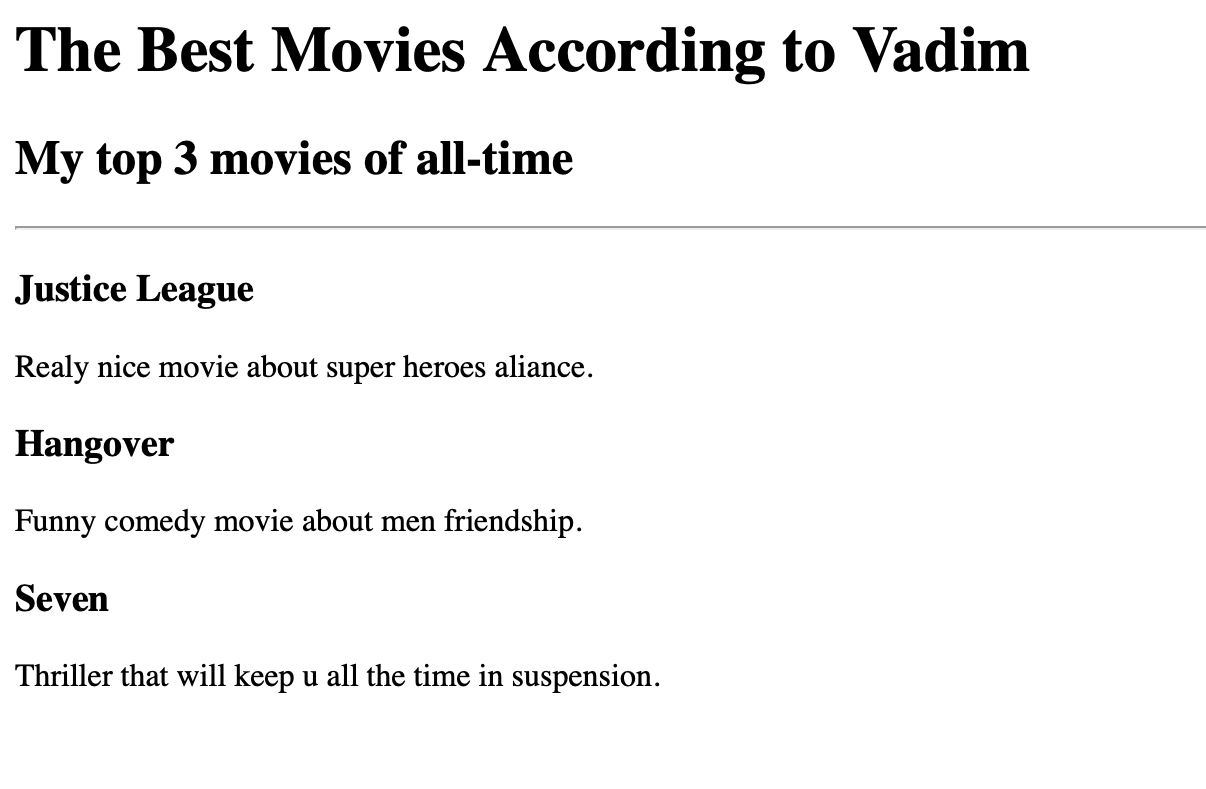 The Best Movies According to Vadim
My top 3 movies of all-time
Justice League
Realy nice movie about super heroes aliance.
Hangover
Funny comedy movie about men friendship.
Seven
Thriller that will keep u all the time in suspension.